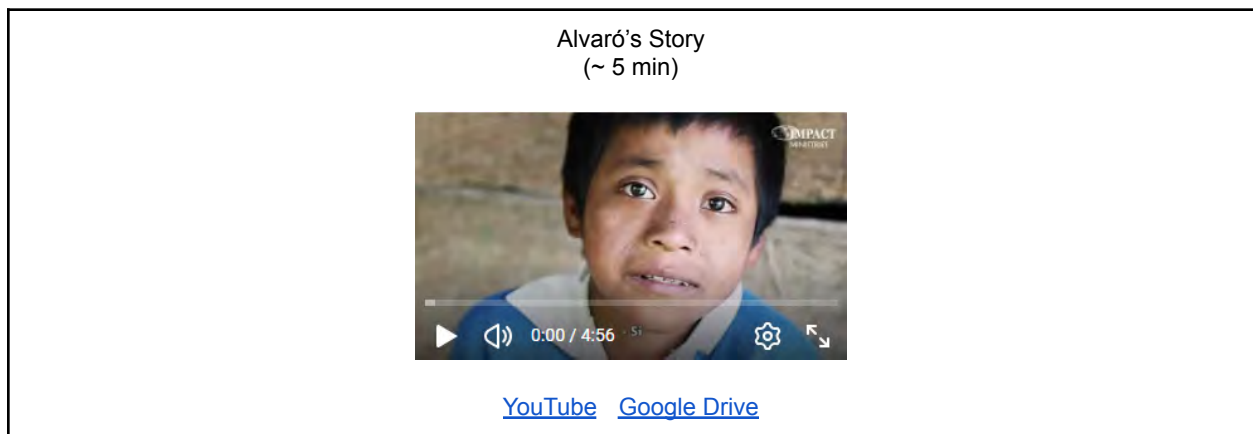 Alvaró’s Story
(~ 5 min)
IMPACT
MINISTRIES
0:00 / 4:56
YouTube Google Drive